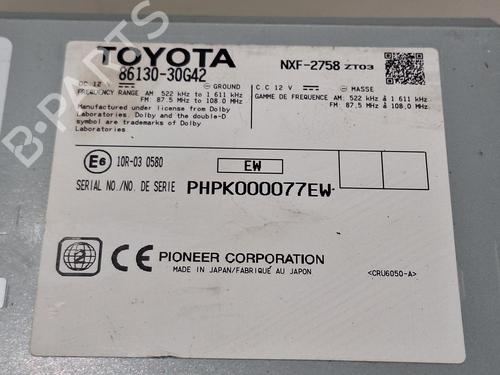 TOYOTA
86130-30G42
NXF-2758 ZT03
DC 12 V GROUND
FREQUENCY RANGE AM 522 kHz to 1 611 kHz
FM 87.5 MHz to 108.0 MHz
C.C 12 V MASSE
GAMME DE FREQUENCE AM 522 kHz à 1 611 kHz
FM 87.5 MHz à 108.0 MHz
Manufactured under license from Dolby
Laboratories. Dolby and the double-D
symbol are trademarks of Dolby
Laboratories
E6 10R-03 0580
EW
SERIAL NO./NO. DE SERIE PHPK000077EW
2 CE PIONEER CORPORATION
MADE IN JAPAN/FABRIQUÉ AU JAPON
<CRU6050-A>
B-PARTS